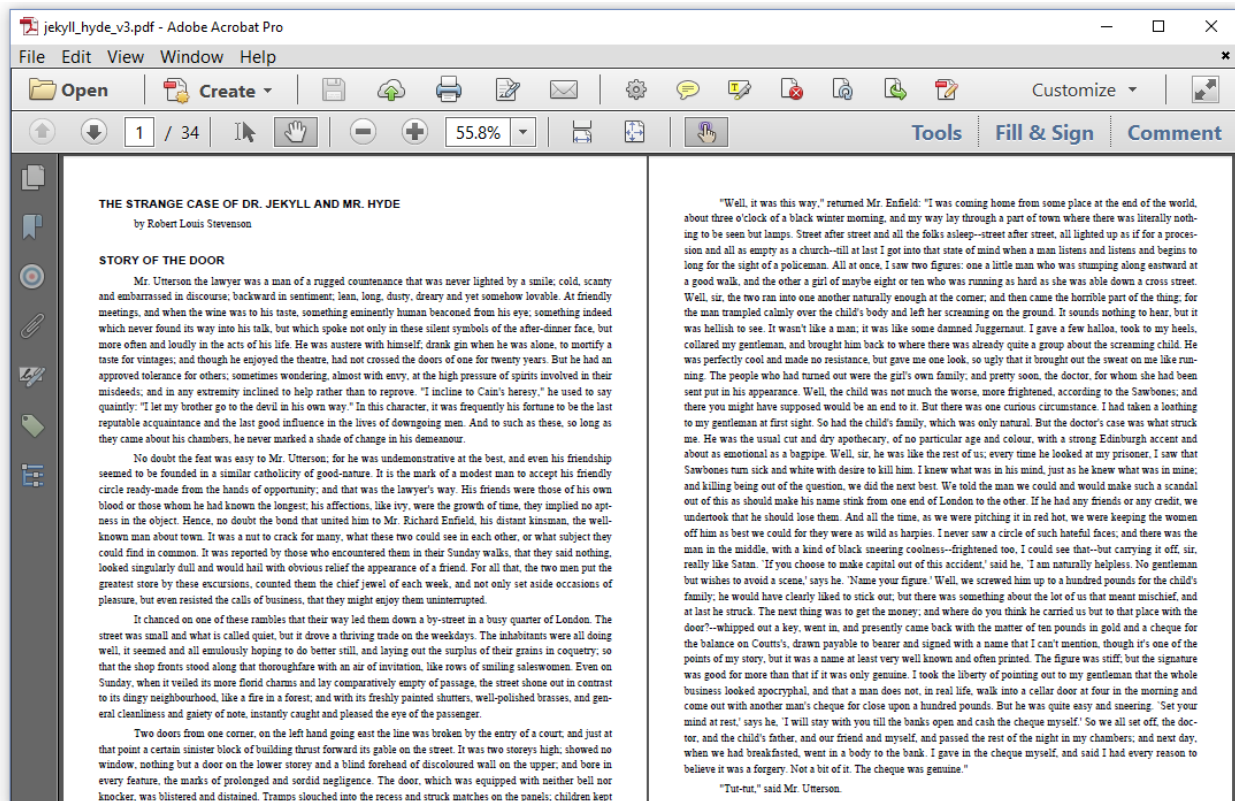 jekyll_hyde_v3.pdf - Adobe Acrobat Pro
File Edit View Window Help
Open Create Customize
1 / 34 55.8% Tools Fill & Sign Comment
THE STRANGE CASE OF DR. JEKYLL AND MR. HYDE
by Robert Louis Stevenson
STORY OF THE DOOR
Mr. Utterson the lawyer was a man of a rugged countenance that was never lighted by a smile; cold, scanty
and embarrassed in discourse; backward in sentiment; lean, long, dusty, dreary and yet somehow lovable. At friendly
meetings, and when the wine was to his taste, something eminently human beaconed from his eye; something indeed
which never found its way into his talk, but which spoke not only in these silent symbols of the after-dinner face, but
more often and loudly in the acts of his life. He was austere with himself; drank gin when he was alone, to mortify a
taste for vintages; and though he enjoyed the theatre, had not crossed the doors of one for twenty years. But he had an
approved tolerance for others; sometimes wondering, almost with envy, at the high pressure of spirits involved in their
misdeeds; and in any extremity inclined to help rather than to reprove. "I incline to Cain's heresy," he used to say
quaintly: "I let my brother go to the devil in his own way." In this character, it was frequently his fortune to be the last
reputable acquaintance and the last good influence in the lives of downgoing men. And to such as these, so long as
they came about his chambers, he never marked a shade of change in his demeanour.
No doubt the feat was easy to Mr. Utterson; for he was undemonstrative at the best, and even his friendship
seemed to be founded in a similar catholicity of good-nature. It is the mark of a modest man to accept his friendly
circle ready-made from the hands of opportunity; and that was the lawyer's way. His friends were those of his own
blood or those whom he had known the longest; his affections, like ivy, were the growth of time, they implied no apt-
ness in the object. Hence, no doubt the bond that united him to Mr. Richard Enfield, his distant kinsman, the well-
known man about town. It was a nut to crack for many, what these two could see in each other, or what subject they
could find in common. It was reported by those who encountered them in their Sunday walks, that they said nothing,
looked singularly dull and would hail with obvious relief the appearance of a friend. For all that, the two men put the
greatest store by these excursions, counted them the chief jewel of each week, and not only set aside occasions of
pleasure, but even resisted the calls of business, that they might enjoy them uninterrupted.
It chanced on one of these rambles that their way led them down a by-street in a busy quarter of London. The
street was small and what is called quiet, but it drove a thriving trade on the weekdays. The inhabitants were all doing
well, it seemed and all emulously hoping to do better still, and laying out the surplus of their grains in coquetry; so
that the shop fronts stood along that thoroughfare with an air of invitation, like rows of smiling saleswomen. Even on
Sunday, when it veiled its more florid charms and lay comparatively empty of passage, the street shone out in contrast
to its dingy neighbourhood, like a fire in a forest; and with its freshly painted shutters, well-polished brasses, and gen-
eral cleanliness and gaiety of note, instantly caught and pleased the eye of the passenger.
Two doors from one corner, on the left hand going east the line was broken by the entry of a court; and just at
that point a certain sinister block of building thrust forward its gable on the street. It was two storeys high; showed no
window, nothing but a door on the lower storey and a blind forehead of discoloured wall on the upper; and bore in
every feature, the marks of prolonged and sordid negligence. The door, which was equipped with neither bell nor
knocker, was blistered and distained. Tramps slouched into the recess and struck matches on the panels; children kept
"Well, it was this way," returned Mr. Enfield: "I was coming home from some place at the end of the world,
about three o'clock of a black winter morning, and my way lay through a part of town where there was literally noth-
ing to be seen but lamps. Street after street and all the folks asleep--street after street, all lighted up as if for a proces-
sion and all as empty as a church--till at last I got into that state of mind when a man listens and listens and begins to
long for the sight of a policeman. All at once, I saw two figures: one a little man who was stumping along eastward at
a good walk, and the other a girl of maybe eight or ten who was running as hard as she was able down a cross street.
Well, sir, the two ran into one another naturally enough at the corner; and then came the horrible part of the thing; for
the man trampled calmly over the child's body and left her screaming on the ground. It sounds nothing to hear, but it
was hellish to see. It wasn't like a man; it was like some damned Juggernaut. I gave a few halloa, took to my heels,
collared my gentleman, and brought him back to where there was already quite a group about the screaming child. He
was perfectly cool and made no resistance, but gave me one look, so ugly that it brought out the sweat on me like run-
ning. The people who had turned out were the girl's own family; and pretty soon, the doctor, for whom she had been
sent put in his appearance. Well, the child was not much the worse, more frightened, according to the Sawbones; and
there you might have supposed would be an end to it. But there was one curious circumstance. I had taken a loathing
to my gentleman at first sight. So had the child's family, which was only natural. But the doctor's case was what struck
me. He was the usual cut and dry apothecary, of no particular age and colour, with a strong Edinburgh accent and
about as emotional as a bagpipe. Well, sir, he was like the rest of us; every time he looked at my prisoner, I saw that
Sawbones turn sick and white with desire to kill him. I knew what was in his mind, just as he knew what was in mine;
and killing being out of the question, we did the next best. We told the man we could and would make such a scandal
out of this as should make his name stink from one end of London to the other. If he had any friends or any credit, we
undertook that he should lose them. And all the time, as we were pitching it in red hot, we were keeping the women
off him as best we could for they were as wild as harpies. I never saw a circle of such hateful faces; and there was the
man in the middle, with a kind of black sneering coolness--frightened too, I could see that--but carrying it off, sir,
really like Satan. `If you choose to make capital out of this accident,' said he, `I am naturally helpless. No gentleman
but wishes to avoid a scene,' says he. `Name your figure.' Well, we screwed him up to a hundred pounds for the child's
family; he would have clearly liked to stick out; but there was something about the lot of us that meant mischief, and
at last he struck. The next thing was to get the money; and where do you think he carried us but to that place with the
door?--whipped out a key, went in, and presently came back with the matter of ten pounds in gold and a cheque for
the balance on Coutts's, drawn payable to bearer and signed with a name that I can't mention, though it's one of the
points of my story, but it was a name at least very well known and often printed. The figure was stiff; but the signature
was good for more than that if it was only genuine. I took the liberty of pointing out to my gentleman that the whole
business looked apocryphal, and that a man does not, in real life, walk into a cellar door at four in the morning and
come out with another man's cheque for close upon a hundred pounds. But he was quite easy and sneering. `Set your
mind at rest,' says he, `I will stay with you till the banks open and cash the cheque myself.' So we all set off, the doc-
tor, and the child's father, and our friend and myself, and passed the rest of the night in my chambers; and next day,
when we had breakfasted, went in a body to the bank. I gave in the cheque myself, and said I had every reason to
believe it was a forgery. Not a bit of it. The cheque was genuine."
"Tut-tut," said Mr. Utterson.